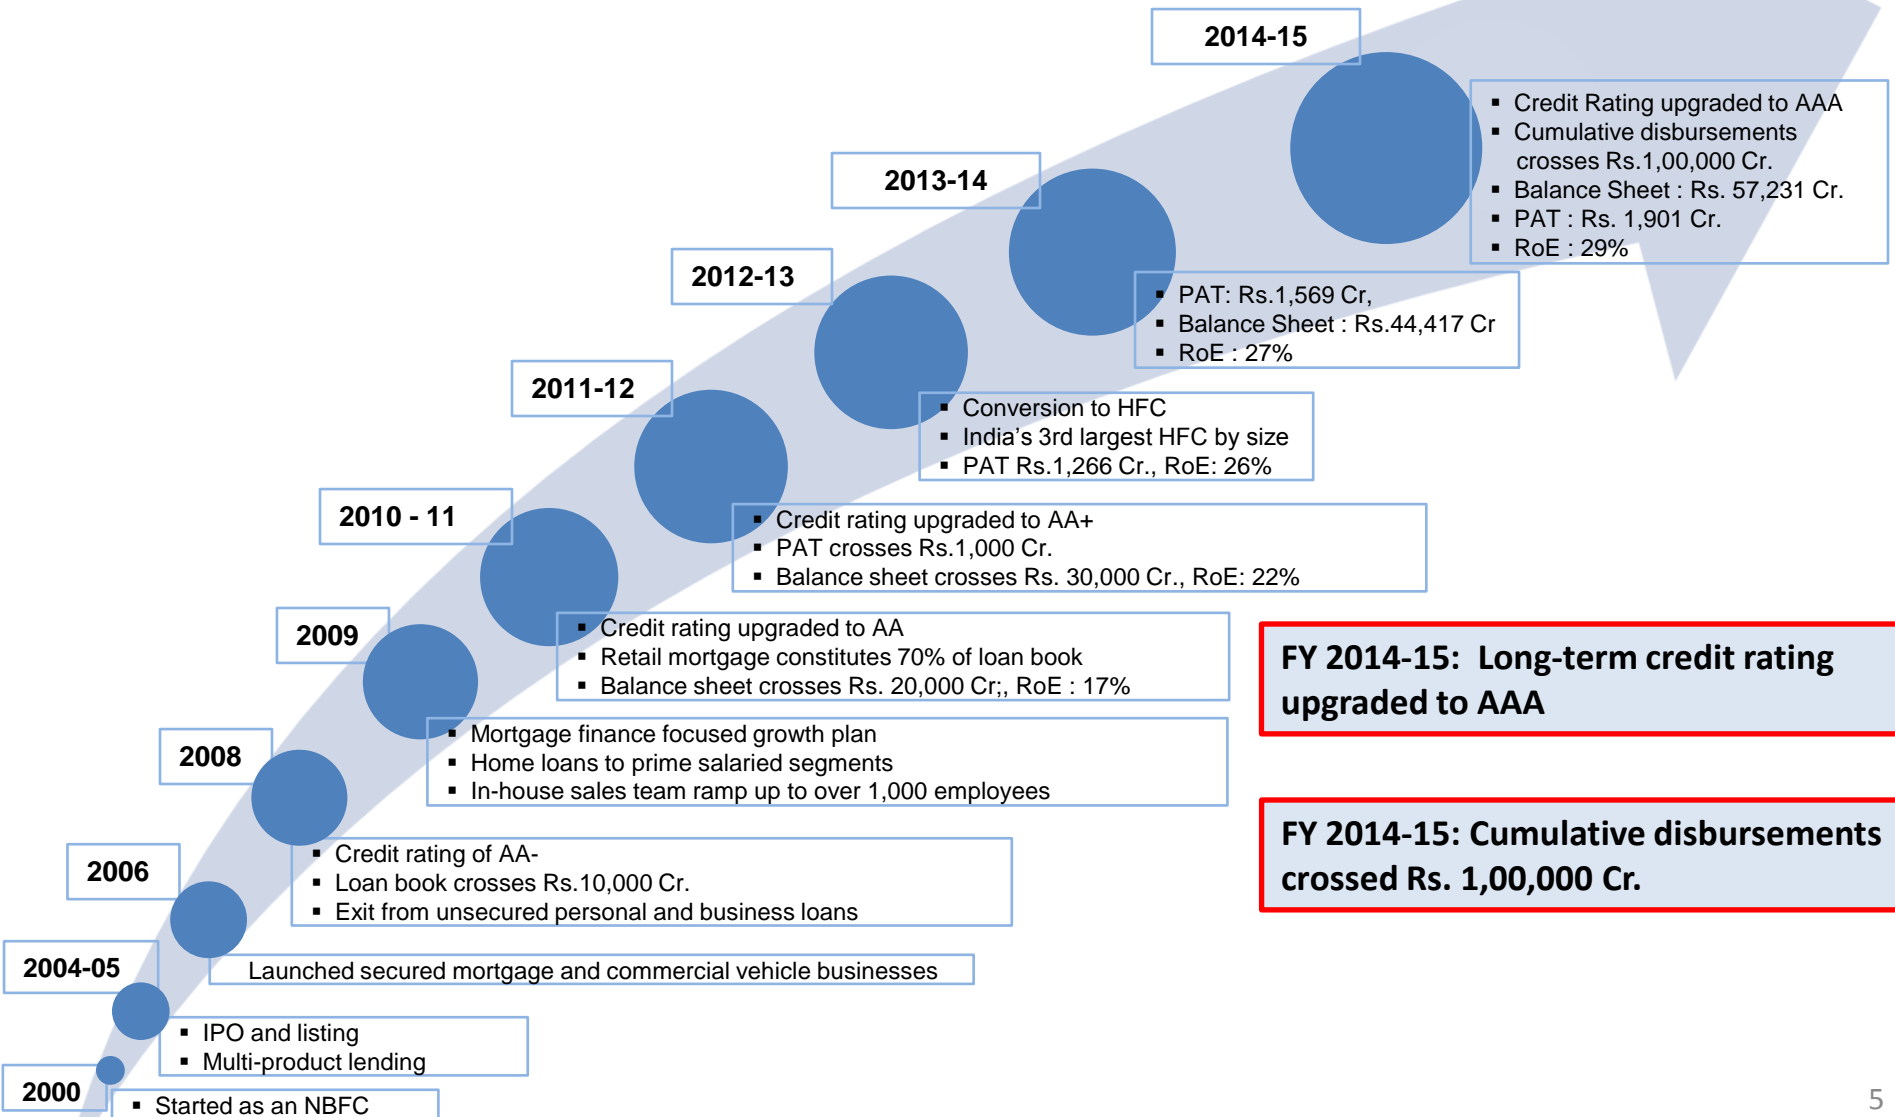 2014-15
▪ Credit Rating upgraded to AAA
▪ Cumulative disbursements
crosses Rs.1,00,000 Cr.
▪ Balance Sheet : Rs. 57,231 Cr.
▪ PAT : Rs. 1,901 Cr.
▪ RoE : 29%
2013-14
▪ PAT: Rs.1,569 Cr,
▪ Balance Sheet : Rs.44,417 Cr
▪ RoE : 27%
2012-13
▪ Conversion to HFC
▪ India’s 3rd largest HFC by size
▪ PAT Rs.1,266 Cr., RoE: 26%
2011-12
▪ Credit rating upgraded to AA+
▪ PAT crosses Rs.1,000 Cr.
▪ Balance sheet crosses Rs. 30,000 Cr., RoE: 22%
2010 - 11
▪ Credit rating upgraded to AA
▪ Retail mortgage constitutes 70% of loan book
▪ Balance sheet crosses Rs. 20,000 Cr;, RoE : 17%
2009
▪ Mortgage finance focused growth plan
▪ Home loans to prime salaried segments
▪ In-house sales team ramp up to over 1,000 employees
2008
▪ Credit rating of AA-
▪ Loan book crosses Rs.10,000 Cr.
▪ Exit from unsecured personal and business loans
2006
Launched secured mortgage and commercial vehicle businesses
2004-05
▪ IPO and listing
▪ Multi-product lending
2000
▪ Started as an NBFC
FY 2014-15: Long-term credit rating
upgraded to AAA
FY 2014-15: Cumulative disbursements
crossed Rs. 1,00,000 Cr.
5